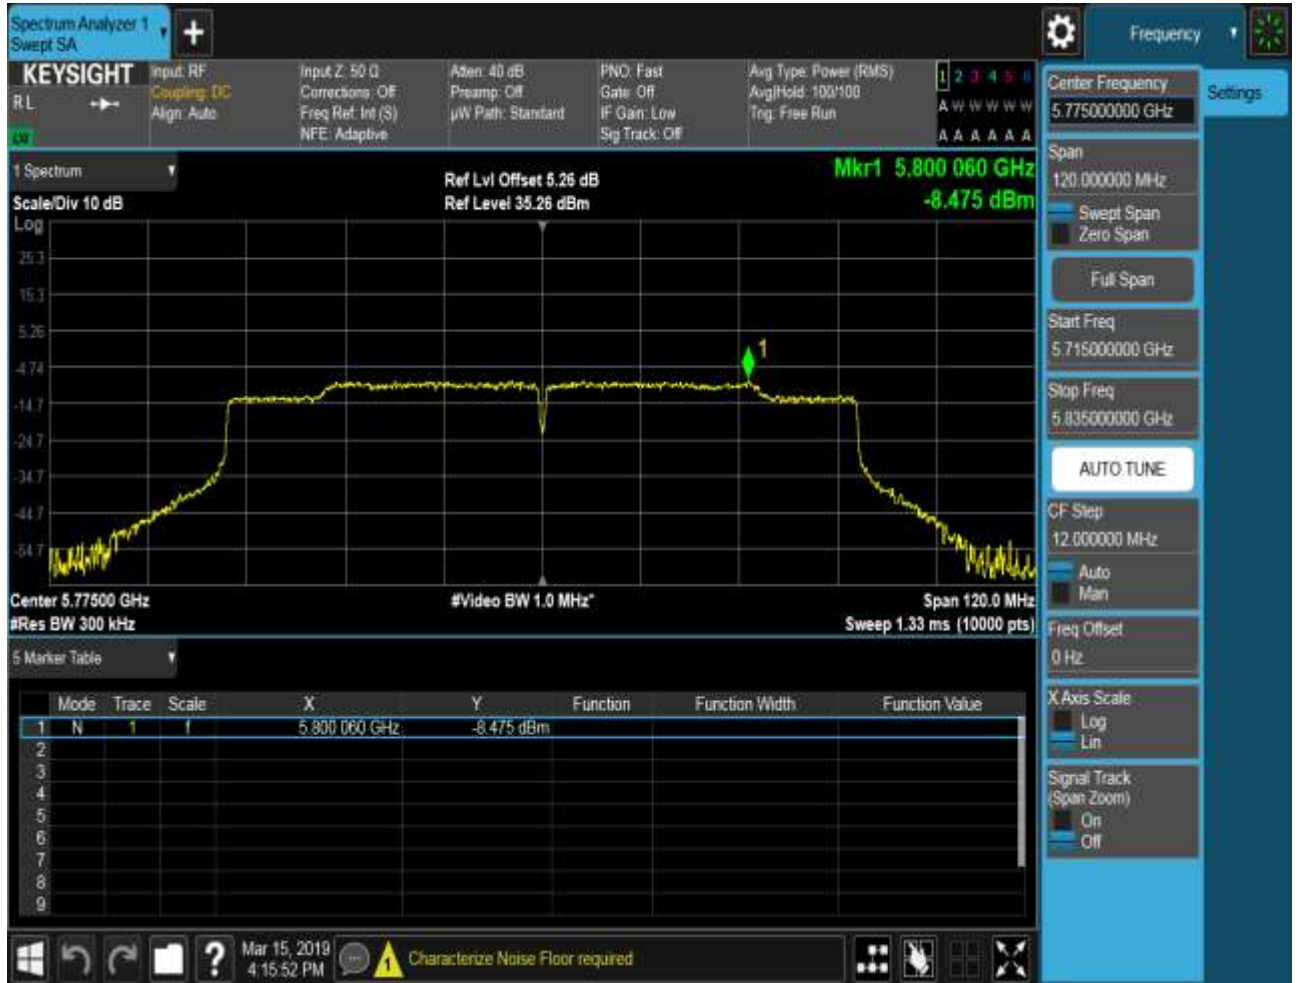 Spectrum Analyzer 1
Swept SA
+
Frequency
KEYSIGHT
RL
Input: RF
Coupling: DC
Align: Auto
Input Z: 50 Ω
Corrections: Off
Freq Ref: Int (S)
NFE: Adaptive
Atten: 40 dB
Preamp: Off
µW Path: Standard
PNO: Fast
Gate: Off
IF Gain: Low
Sig Track: Off
Avg Type: Power (RMS)
Avg|Hold: 100/100
Trig: Free Run
1 2 3 4 5 6
A W W W W W
A A A A A A
1 Spectrum
Scale/Div 10 dB
Ref Lvl Offset 5.26 dB
Ref Level 35.26 dBm
Mkr1 5.800 060 GHz
-8.475 dBm
Log
25.3
15.3
5.26
-4.74
-14.7
-24.7
-34.7
-44.7
-54.7
1
Center 5.77500 GHz
#Res BW 300 kHz
#Video BW 1.0 MHz*
Span 120.0 MHz
Sweep 1.33 ms (10000 pts)
5 Marker Table
Mode Trace Scale X Y Function Function Width Function Value
1 N 1 f 5.800 060 GHz -8.475 dBm
2
3
4
5
6
7
8
9
Mar 15, 2019
4:15:52 PM
?
1
Characterize Noise Floor required
Center Frequency
5.775000000 GHz
Settings
Span
120.000000 MHz
Swept Span
Zero Span
Full Span
Start Freq
5.715000000 GHz
Stop Freq
5.835000000 GHz
AUTO TUNE
CF Step
12.000000 MHz
Auto
Man
Freq Offset
0 Hz
X Axis Scale
Log
Lin
Signal Track
(Span Zoom)
On
Off